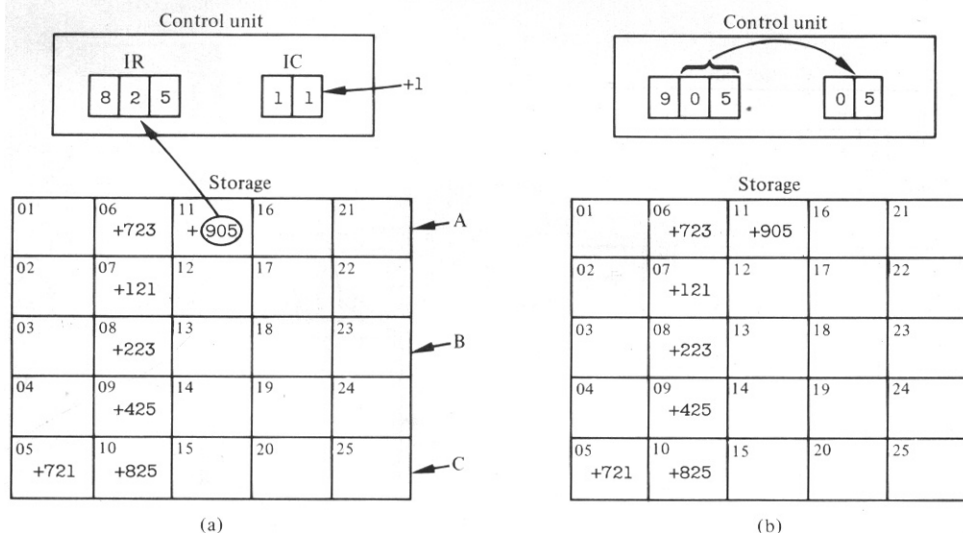 Control unit
IR IC
8 2 5 1 1 +1
Storage
01 06 11 16 21
+723 +905 A
02 07 12 17 22
+121
03 08 13 18 23
+223 B
04 09 14 19 24
+425
05 10 15 20 25
+721 +825 C
(a)
Control unit
9 0 5 0 5
Storage
01 06 11 16 21
+723 +905
02 07 12 17 22
+121
03 08 13 18 23
+223
04 09 14 19 24
+425
05 10 15 20 25
+721 +825
(b)